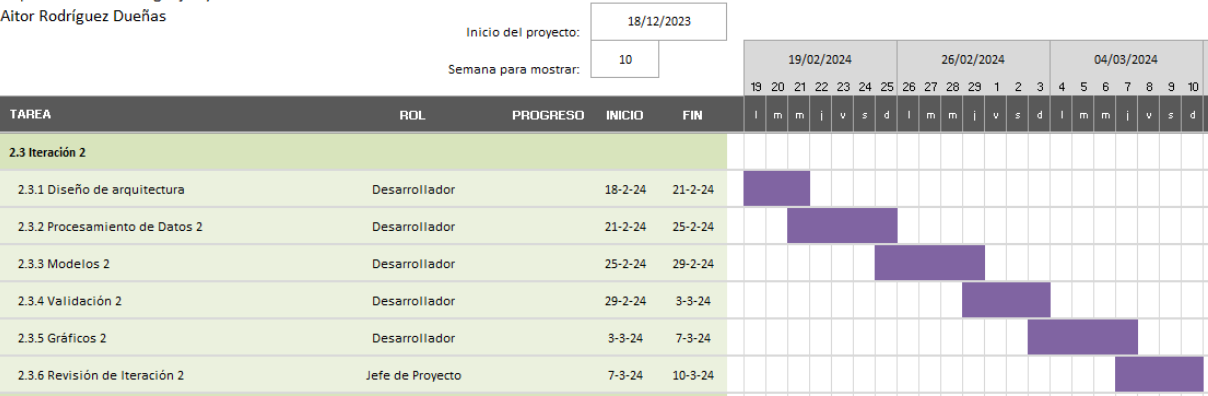 Aitor Rodríguez Dueñas
Inicio del proyecto: 18/12/2023
Semana para mostrar: 10
19/02/2024 26/02/2024 04/03/2024
19 20 21 22 23 24 25 26 27 28 29 1 2 3 4 5 6 7 8 9 10
TAREA ROL PROGRESO INICIO FIN l m m j v s d l m m j v s d l m m j v s d
2.3 Iteración 2
2.3.1 Diseño de arquitectura Desarrollador 18-2-24 21-2-24
2.3.2 Procesamiento de Datos 2 Desarrollador 21-2-24 25-2-24
2.3.3 Modelos 2 Desarrollador 25-2-24 29-2-24
2.3.4 Validación 2 Desarrollador 29-2-24 3-3-24
2.3.5 Gráficos 2 Desarrollador 3-3-24 7-3-24
2.3.6 Revisión de Iteración 2 Jefe de Proyecto 7-3-24 10-3-24